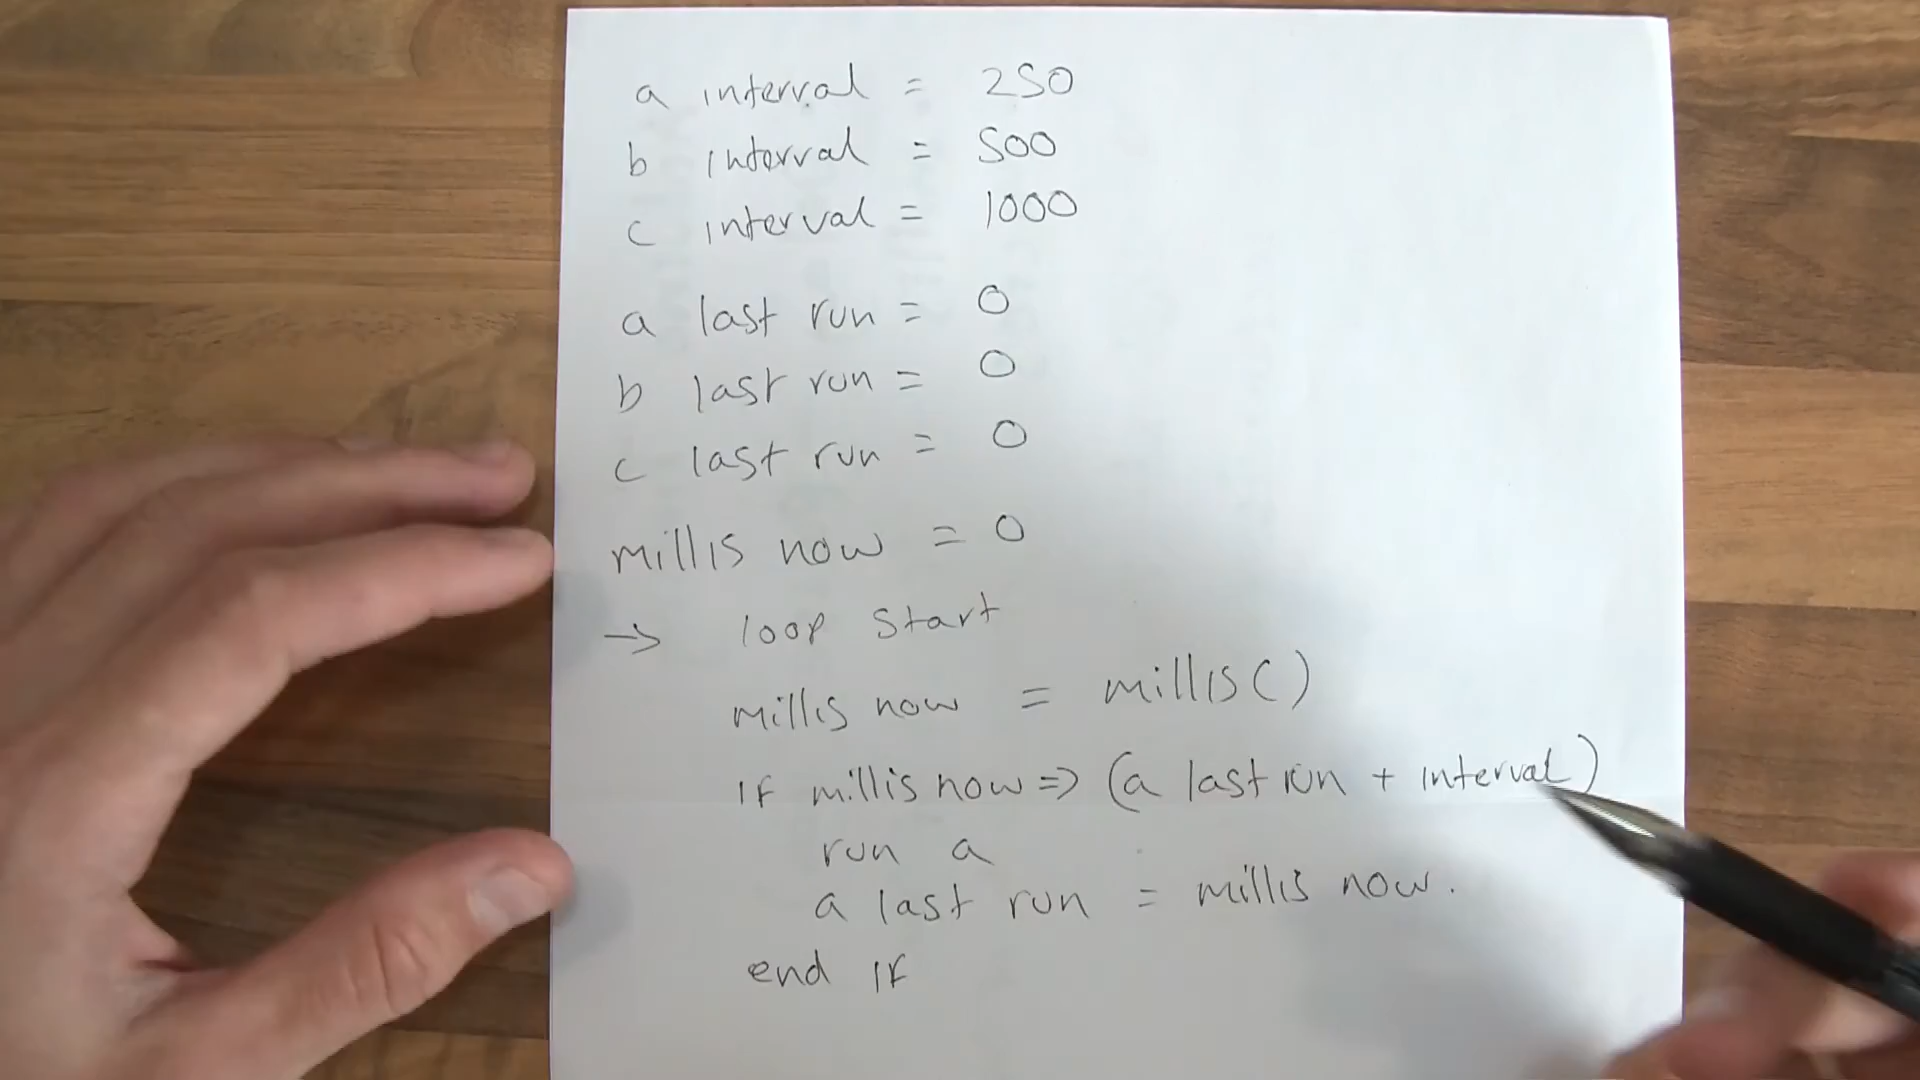 a interval = 250
b interval = 500
c interval = 1000
a last run = 0
b last run = 0
c last run = 0
millis now = 0
→ loop start
millis now = millis()
if millis now => (a last run + interval)
run a
a last run = millis now.
end if